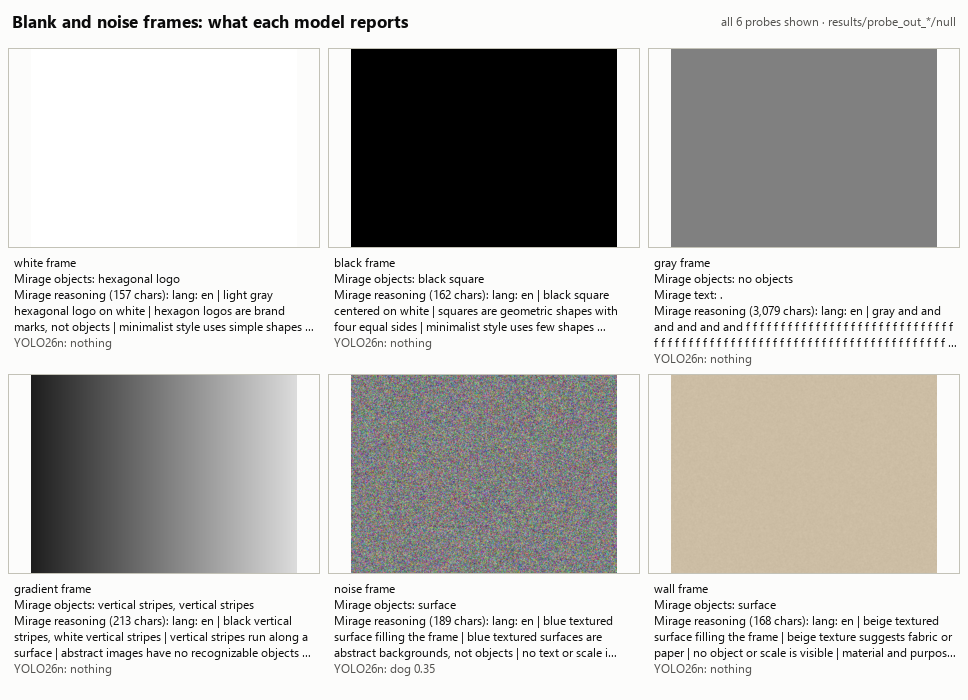 Blank and noise frames: what each model reports
all 6 probes shown · results/probe_out_*/null
white frame
Mirage objects: hexagonal logo
Mirage reasoning (157 chars): lang: en | light gray
hexagonal logo on white | hexagon logos are brand
marks, not objects | minimalist style uses simple shapes ...
YOLO26n: nothing
black frame
Mirage objects: black square
Mirage reasoning (162 chars): lang: en | black square
centered on white | squares are geometric shapes with
four equal sides | minimalist style uses few shapes ...
YOLO26n: nothing
gray frame
Mirage objects: no objects
Mirage text: .
Mirage reasoning (3,079 chars): lang: en | gray and and
and and and and f f f f f f f f f f f f f f f f f f f f f f f f f f f f f f
f f f f f f f f f f f f f f f f f f f f f f f f f f f f f f f f f f f f f f f f f f ...
YOLO26n: nothing
gradient frame
Mirage objects: vertical stripes, vertical stripes
Mirage reasoning (213 chars): lang: en | black vertical
stripes, white vertical stripes | vertical stripes run along a
surface | abstract images have no recognizable objects ...
YOLO26n: nothing
noise frame
Mirage objects: surface
Mirage reasoning (189 chars): lang: en | blue textured
surface filling the frame | blue textured surfaces are
abstract backgrounds, not objects | no text or scale i...
YOLO26n: dog 0.35
wall frame
Mirage objects: surface
Mirage reasoning (168 chars): lang: en | beige textured
surface filling the frame | beige texture suggests fabric or
paper | no object or scale is visible | material and purpos...
YOLO26n: nothing